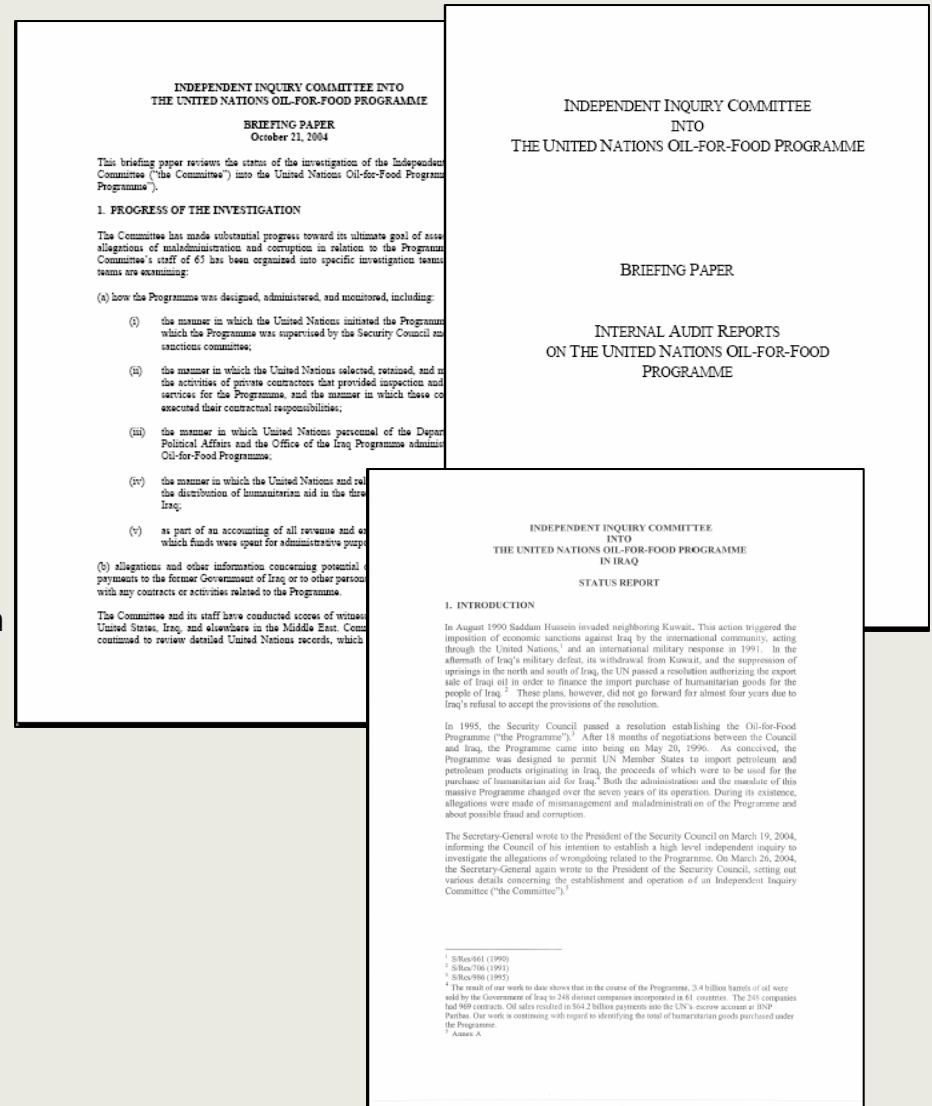 INDEPENDENT INQUIRY COMMITTEE INTO
THE UNITED NATIONS OIL-FOR-FOOD PROGRAMME
BRIEFING PAPER
October 21, 2004
This briefing paper reviews the status of the investigation of the Independent
Committee (“the Committee”) into the United Nations Oil-for-Food
Programme”).
1. PROGRESS OF THE INVESTIGATION
The Committee has made substantial progress toward its ultimate goal of
allegations of maladministration and corruption in relation to the
Committee’s staff of 65 has been organized into specific investigation teams
teams are examining:
(a) how the Programme was designed, administered, and monitored, including:
(i) the manner in which the United Nations initiated the
which the Programme was supervised by the Security Council
sanctions committee;
(ii) the manner in which the United Nations selected, retained, and
the activities of private contractors that provided inspection and
services for the Programme, and the manner in which these
executed their contractual responsibilities;
(iii) the manner in which United Nations personnel of the
Political Affairs and the Office of the Iraq Programme
Oil-for-Food Programme;
(iv) the manner in which the United Nations and
the distribution of humanitarian aid in the
Iraq;
(v) as part of an accounting of all revenue and
which funds were spent for administrative
(b) allegations and other information concerning potential
payments to the former Government of Iraq or to other
with any contracts or activities related to the Programme.
The Committee and its staff have conducted scores of
United States, Iraq, and elsewhere in the Middle East.
continued to review detailed United Nations records, which
INDEPENDENT INQUIRY COMMITTEE
INTO
THE UNITED NATIONS OIL-FOR-FOOD PROGRAMME
BRIEFING PAPER
INTERNAL AUDIT REPORTS
ON THE UNITED NATIONS OIL-FOR-FOOD
PROGRAMME
INDEPENDENT INQUIRY COMMITTEE
INTO
THE UNITED NATIONS OIL-FOR-FOOD PROGRAMME
IN IRAQ
STATUS REPORT
1. INTRODUCTION
In August 1990 Saddam Hussein invaded neighboring Kuwait. This action triggered the
imposition of economic sanctions against Iraq by the international community, acting
through the United Nations,1 and an international military response in 1991. In the
aftermath of Iraq’s military defeat, its withdrawal from Kuwait, and the suppression of
uprisings in the north and south of Iraq, the UN passed a resolution authorizing the export
sale of Iraqi oil in order to finance the import purchase of humanitarian goods for the
people of Iraq. 2 These plans, however, did not go forward for almost four years due to
Iraq’s refusal to accept the provisions of the resolution.
In 1995, the Security Council passed a resolution establishing the Oil-for-Food
Programme (“the Programme”).3 After 18 months of negotiations between the Council
and Iraq, the Programme came into being on May 20, 1996. As conceived, the
Programme was designed to permit UN Member States to import petroleum and
petroleum products originating in Iraq, the proceeds of which were to be used for the
purchase of humanitarian aid for Iraq.4 Both the administration and the mandate of this
massive Programme changed over the seven years of its operation. During its existence,
allegations were made of mismanagement and maladministration of the Programme and
about possible fraud and corruption.
The Secretary-General wrote to the President of the Security Council on March 19, 2004,
informing the Council of his intention to establish a high level independent inquiry to
investigate the allegations of wrongdoing related to the Programme. On March 26, 2004,
the Secretary-General again wrote to the President of the Security Council, setting out
various details concerning the establishment and operation of an Independent Inquiry
Committee (“the Committee”).5
1 S/Res/661 (1990)
2 S/Res/706 (1991)
3 S/Res/986 (1995)
4 The result of our work to date shows that in the course of the Programme, 3.4 billion barrels of oil were
sold by the Government of Iraq to 248 distinct companies incorporated in 61 countries. The 248 companies
had 969 contracts. Oil sales resulted in $64.2 billion payments into the UN’s escrow account at BNP
Paribas. Our work is continuing with regard to identifying the total of humanitarian goods purchased under
the Programme.
5 Annex A